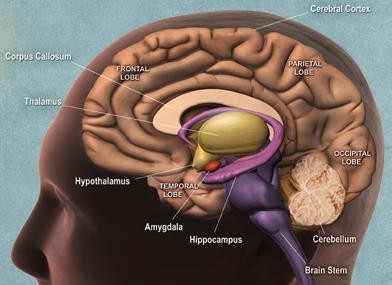 Cerebral Cortex
Corpus Callosum
FRONTAL
LOBE
PARIETAL
LOBE
Thalamus
OCCIPITAL
LOBE
Hypothalamus
TEMPORAL
LOBE
Amygdala
Hippocampus
Cerebellum
Brain Stem